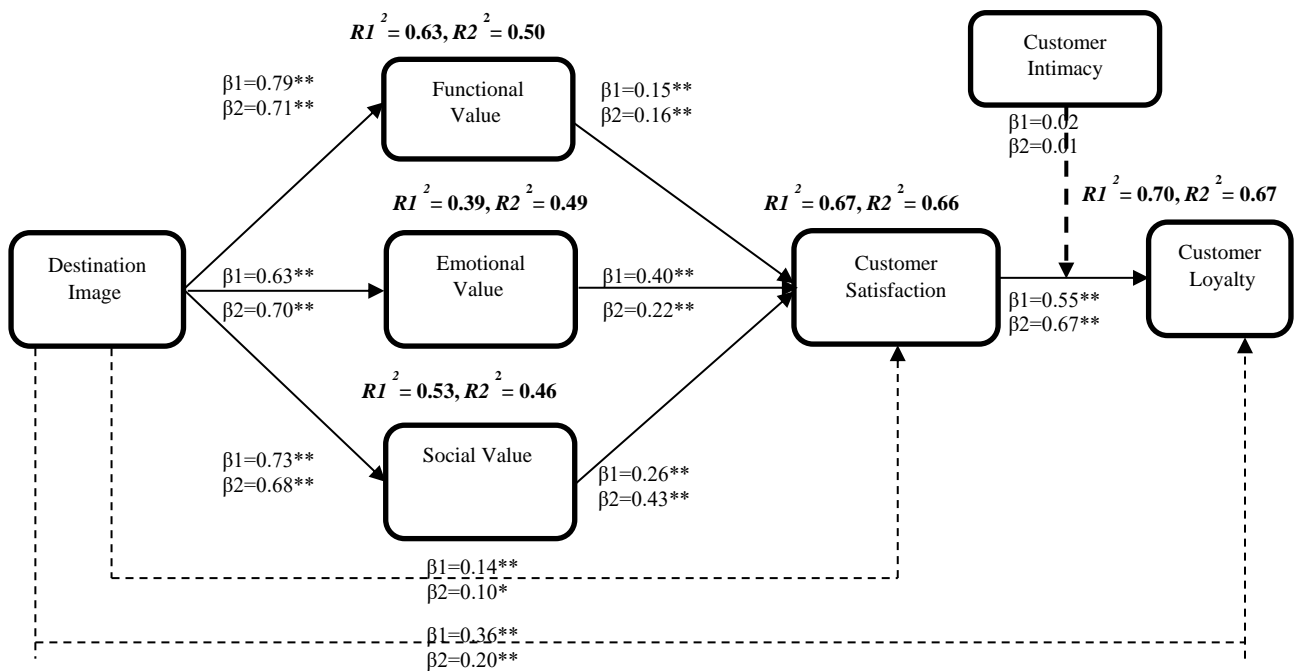 R1² = 0.63, R2² = 0.50
Customer
Intimacy
β1=0.79**
β2=0.71**
Functional
Value
β1=0.15**
β2=0.16**
β1=0.02
β2=0.01
R1² = 0.39, R2² = 0.49
R1² = 0.67, R2² = 0.66
R1² = 0.70, R2² = 0.67
Destination
Image
β1=0.63**
β2=0.70**
Emotional
Value
β1=0.40**
β2=0.22**
Customer
Satisfaction
β1=0.55**
β2=0.67**
Customer
Loyalty
R1² = 0.53, R2² = 0.46
β1=0.73**
β2=0.68**
Social Value
β1=0.26**
β2=0.43**
β1=0.14**
β2=0.10*
β1=0.36**
β2=0.20**